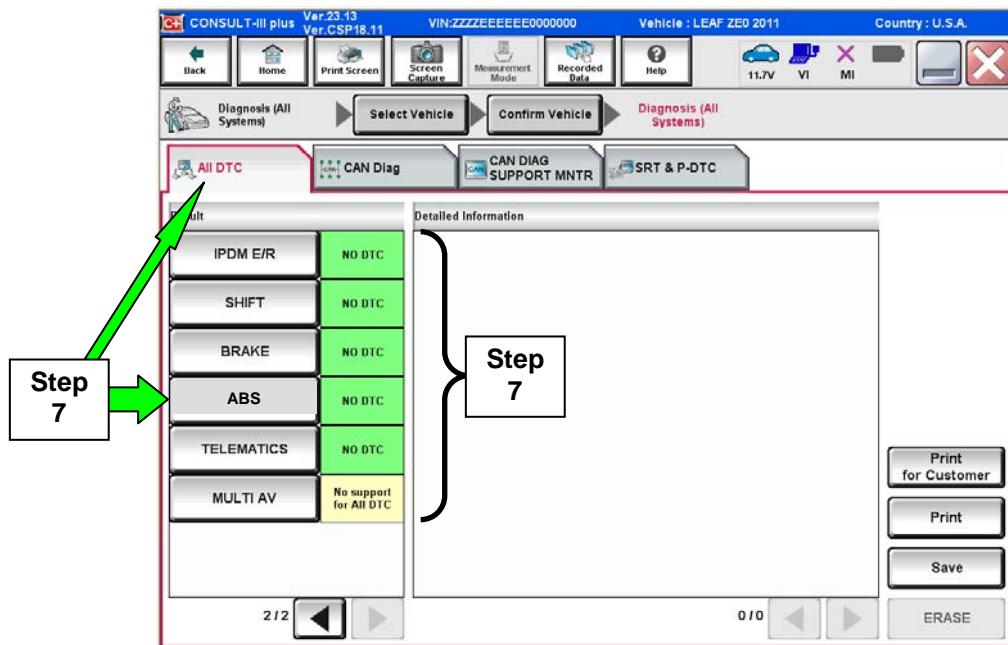 C+ CONSULT-III plus Ver.23.13 Ver.CSP18.11 VIN:ZZZZEEEEEE0000000 Vehicle : LEAF ZE0 2011 Country : U.S.A.
Back Home Print Screen Screen Capture Measurement Mode Recorded Data Help 11.7V VI MI
Diagnosis (All Systems) Select Vehicle Confirm Vehicle Diagnosis (All Systems)
All DTC CAN Diag CAN DIAG SUPPORT MNTR SRT & P-DTC
Detailed Information
IPDM E/R NO DTC
SHIFT NO DTC
BRAKE NO DTC
Step 7
Step 7
ABS NO DTC
TELEMATICS NO DTC
MULTI AV No support for All DTC
Print for Customer
Print
Save
2/2 0/0 ERASE